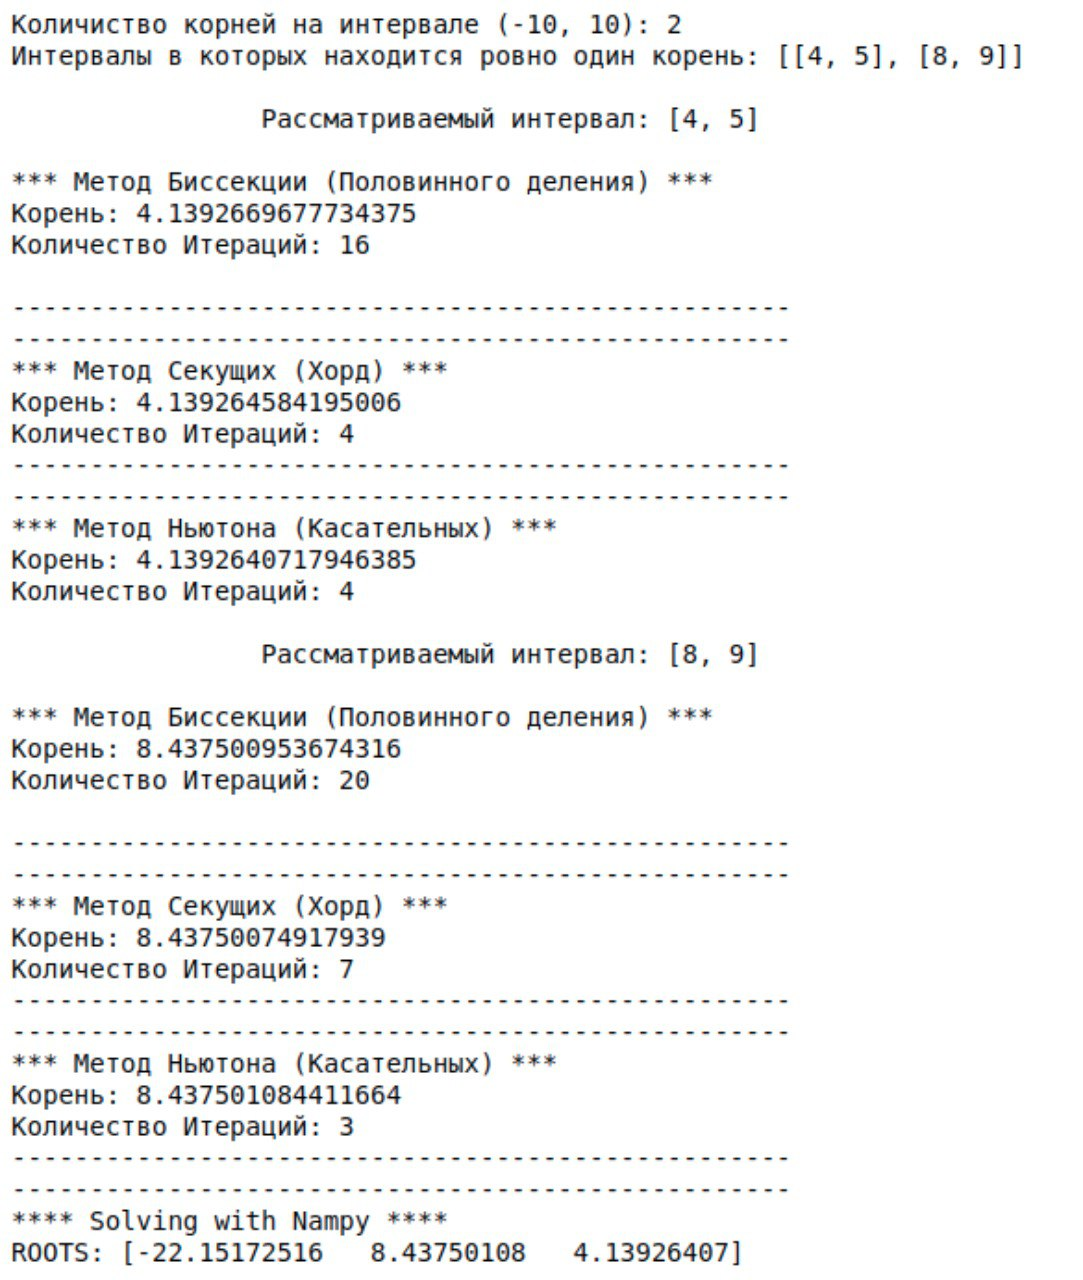 Количиство корней на интервале (-10, 10): 2
Интервалы в которых находится ровно один корень: [[4, 5], [8, 9]]
Рассматриваемый интервал: [4, 5]
*** Метод Биссекции (Половинного деления) ***
Корень: 4.1392669677734375
Количество Итераций: 16
--------------------------------------------------
--------------------------------------------------
*** Метод Секущих (Хорд) ***
Корень: 4.139264584195006
Количество Итераций: 4
--------------------------------------------------
--------------------------------------------------
*** Метод Ньютона (Касательных) ***
Корень: 4.1392640717946385
Количество Итераций: 4
Рассматриваемый интервал: [8, 9]
*** Метод Биссекции (Половинного деления) ***
Корень: 8.437500953674316
Количество Итераций: 20
--------------------------------------------------
--------------------------------------------------
*** Метод Секущих (Хорд) ***
Корень: 8.43750074917939
Количество Итераций: 7
--------------------------------------------------
--------------------------------------------------
*** Метод Ньютона (Касательных) ***
Корень: 8.437501084411664
Количество Итераций: 3
--------------------------------------------------
--------------------------------------------------
**** Solving with Nampy ****
ROOTS: [-22.15172516   8.43750108   4.13926407]